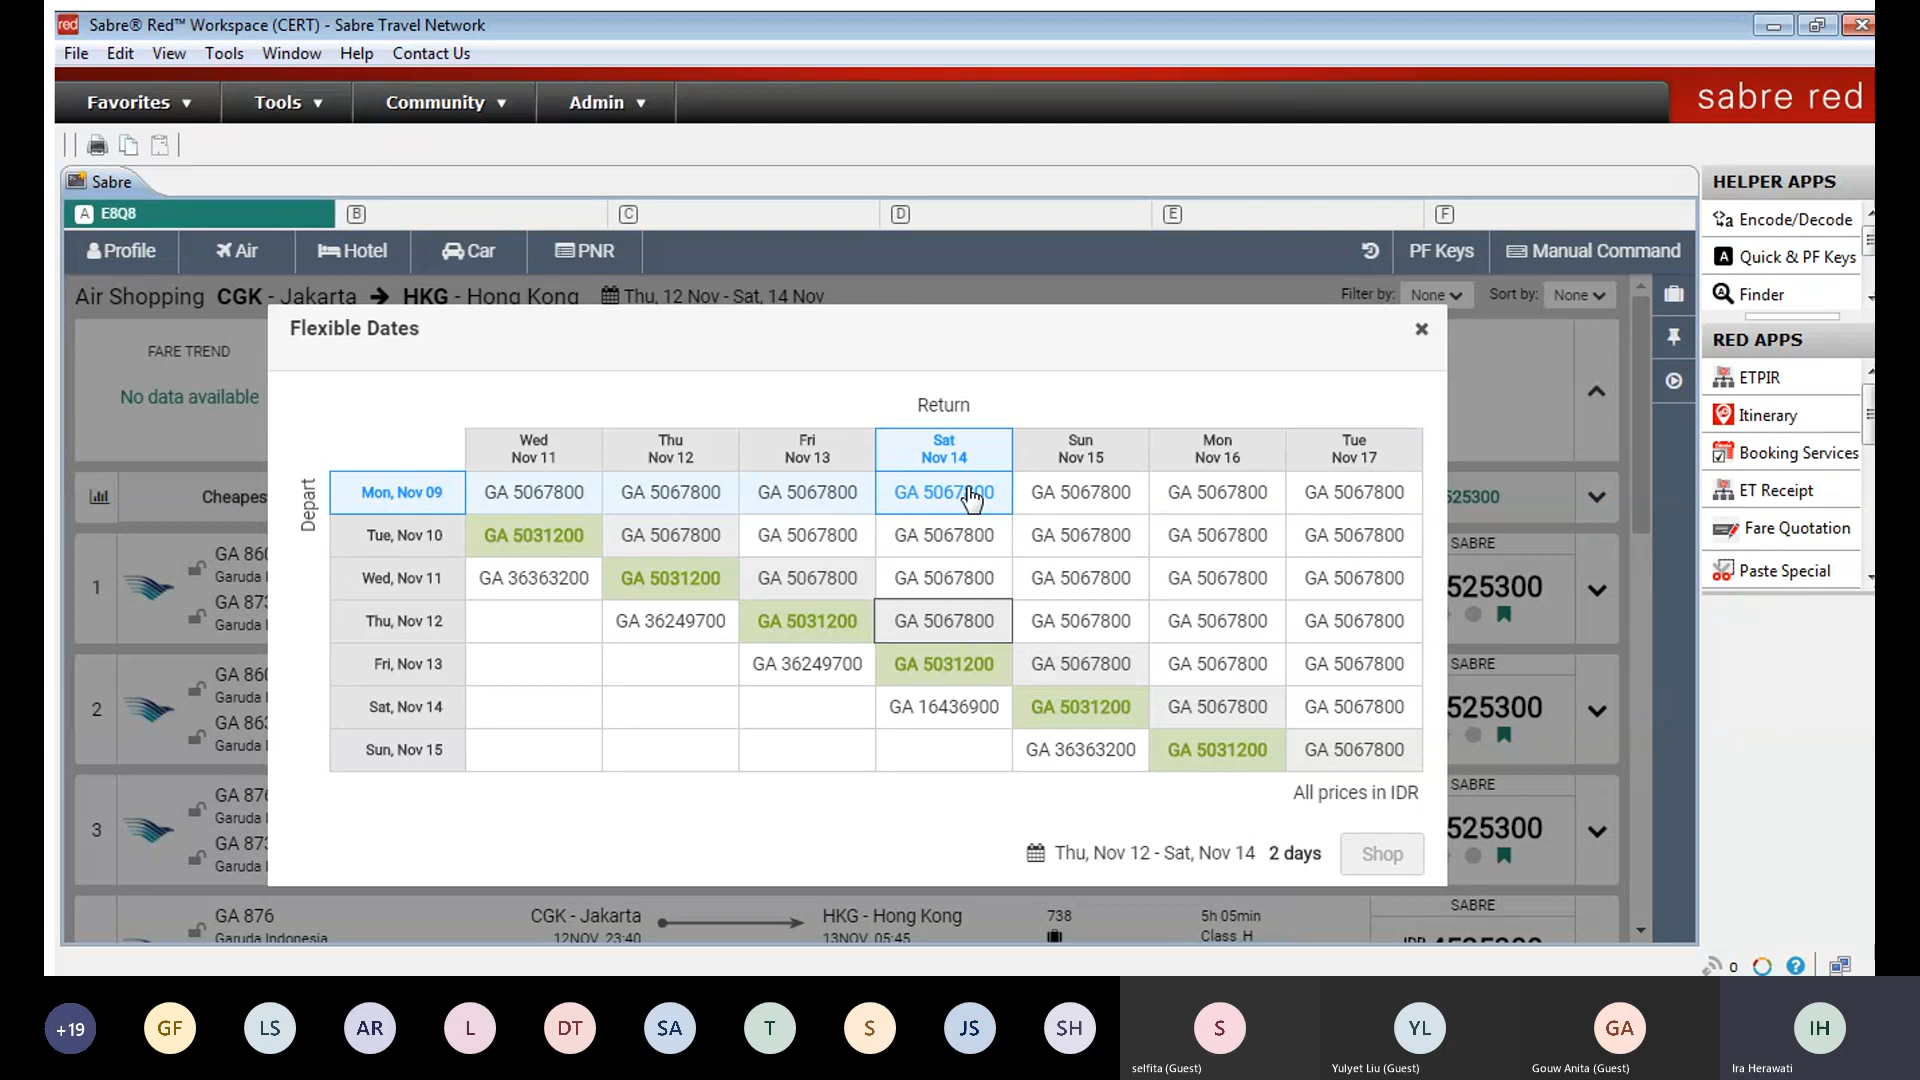 red Sabre® Red™ Workspace (CERT) - Sabre Travel Network
File Edit View Tools Window Help Contact Us
Favorites Tools Community Admin
sabre red
Sabre
A E8Q8 B C D E F
Profile Air Hotel Car PNR PF Keys Manual Command
Air Shopping CGK - Jakarta HKG - Hong Kong Thu, 12 Nov - Sat, 14 Nov Filter by: None Sort by: None
FARE TREND
No data available
Flexible Dates
Return
Depart
Wed Nov 11 Thu Nov 12 Fri Nov 13 Sat Nov 14 Sun Nov 15 Mon Nov 16 Tue Nov 17
Mon, Nov 09 GA 5067800 GA 5067800 GA 5067800 GA 5067800 GA 5067800 GA 5067800 GA 5067800
Tue, Nov 10 GA 5031200 GA 5067800 GA 5067800 GA 5067800 GA 5067800 GA 5067800 GA 5067800
Wed, Nov 11 GA 36363200 GA 5031200 GA 5067800 GA 5067800 GA 5067800 GA 5067800 GA 5067800
Thu, Nov 12 GA 36249700 GA 5031200 GA 5067800 GA 5067800 GA 5067800 GA 5067800
Fri, Nov 13 GA 36249700 GA 5031200 GA 5067800 GA 5067800 GA 5067800
Sat, Nov 14 GA 16436900 GA 5031200 GA 5067800 GA 5067800
Sun, Nov 15 GA 36363200 GA 5031200 GA 5067800
All prices in IDR
Thu, Nov 12 - Sat, Nov 14 2 days Shop
1
2
3
SABRE
SABRE
SABRE
SABRE
GA 876 CGK - Jakarta HKG - Hong Kong 738 5h 05min
Garuda Indonesia 12NOV 23:40 13NOV 05:45 Class H
HELPER APPS
Encode/Decode
A Quick & PF Keys
Finder
RED APPS
ETPIR
Itinerary
Booking Services
ET Receipt
Fare Quotation
Paste Special
0
+19 GF LS AR L DT SA T S JS SH S YL GA IH
selfita (Guest) Yulyet Liu (Guest) Gouw Anita (Guest) Ira Herawati